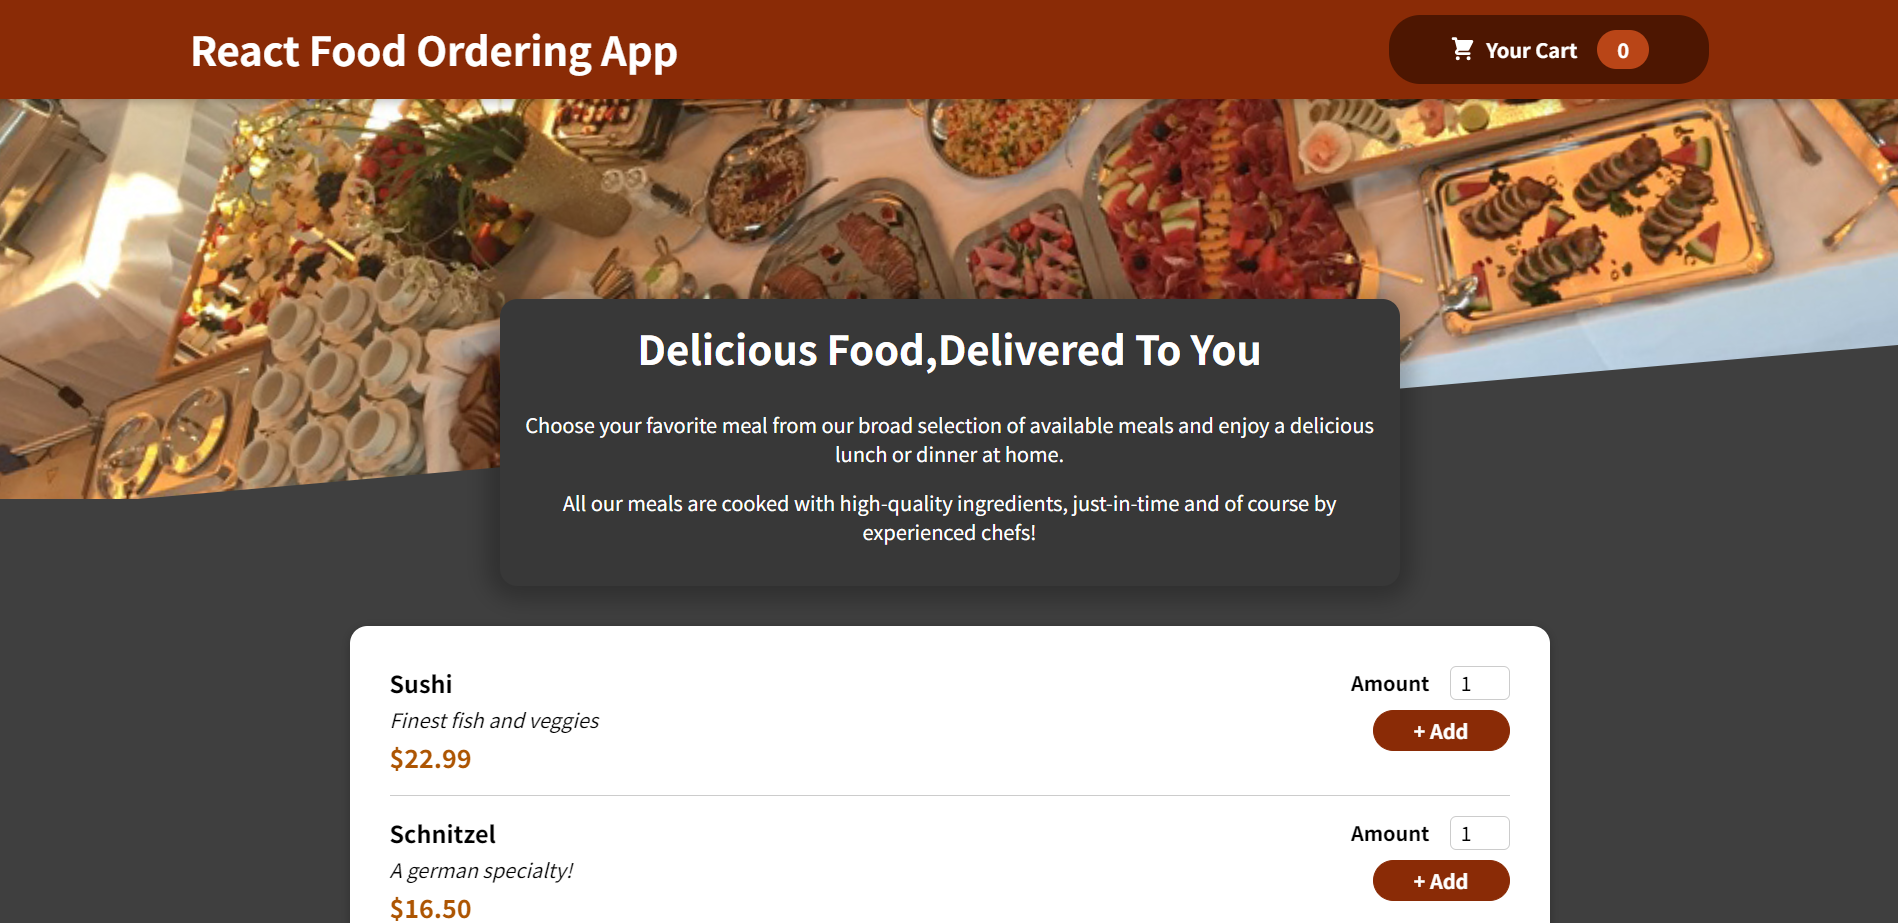 React Food Ordering App
Your Cart 0
Delicious Food,Delivered To You
Choose your favorite meal from our broad selection of available meals and enjoy a delicious
lunch or dinner at home.
All our meals are cooked with high-quality ingredients, just-in-time and of course by
experienced chefs!
Sushi
Amount 1
Finest fish and veggies
+ Add
$22.99
Schnitzel
Amount 1
A german specialty!
+ Add
$16.50